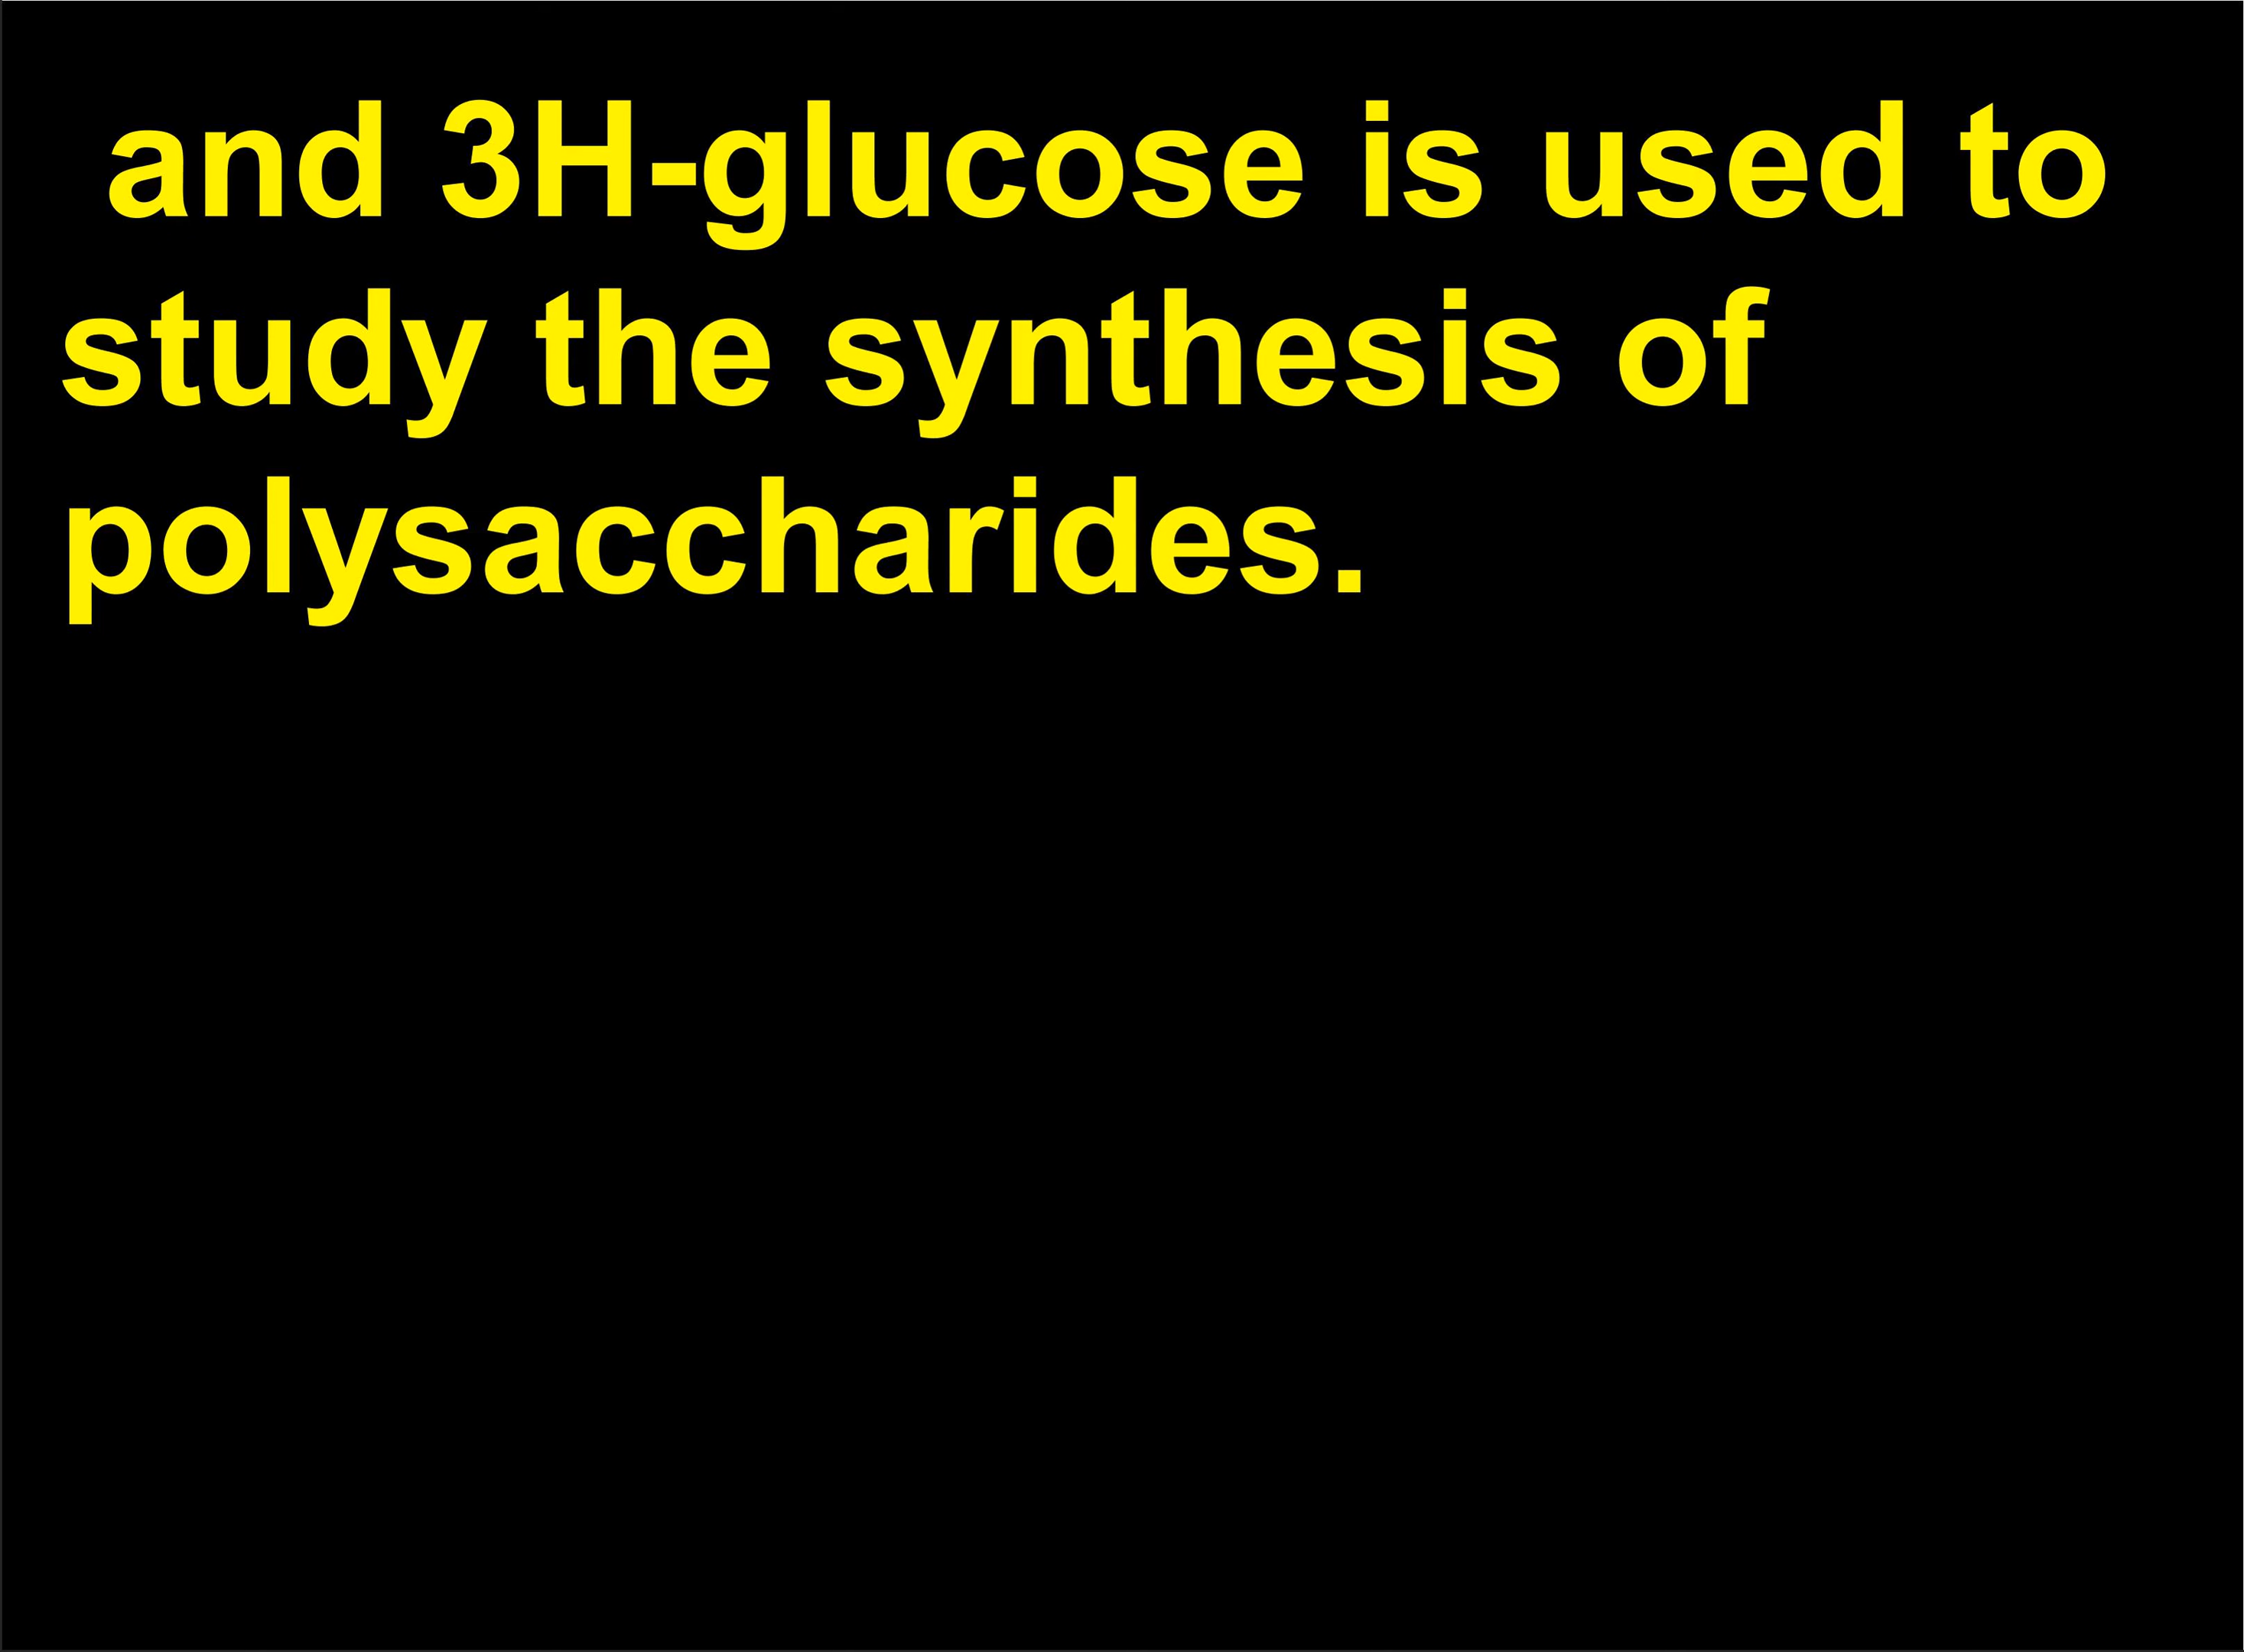 and 3H-glucose is used to
study the synthesis of
polysaccharides.